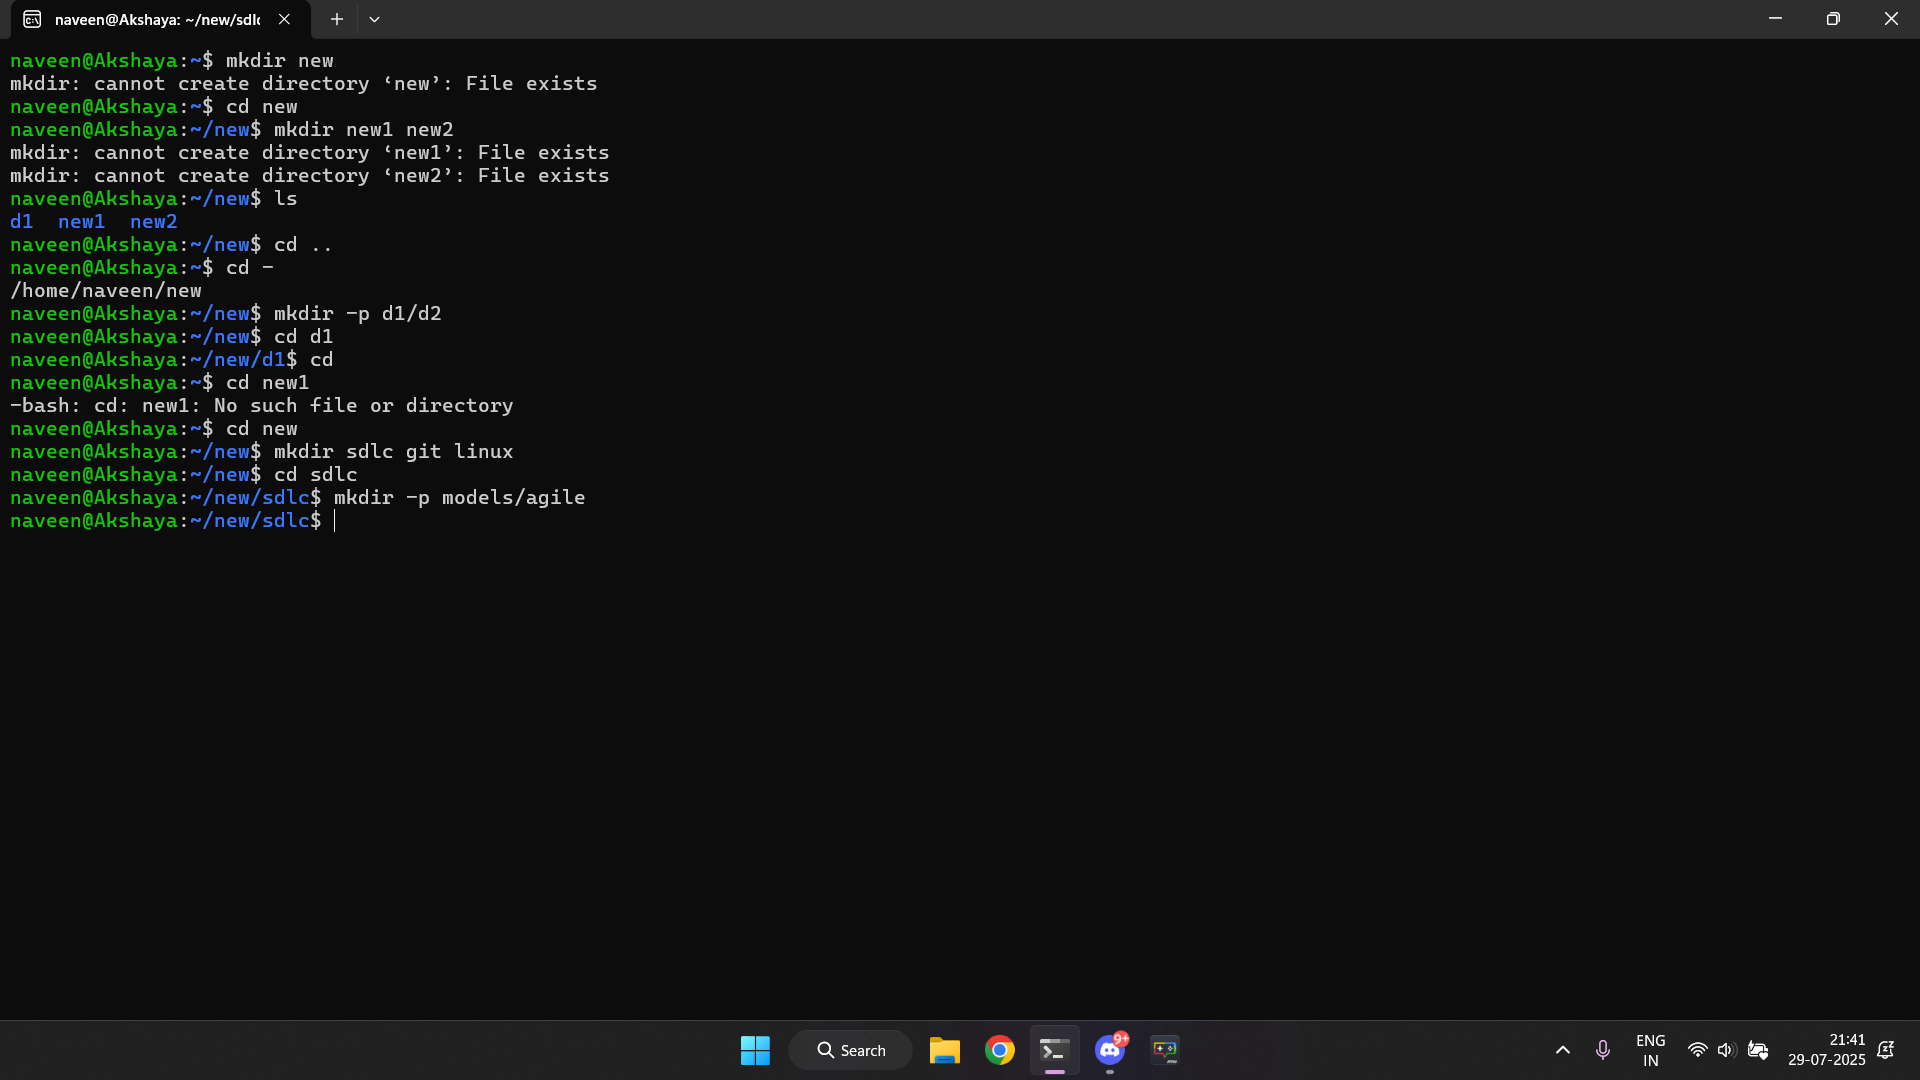 naveen@Akshaya: ~/new/sdlc
naveen@Akshaya:~$ mkdir new
mkdir: cannot create directory ‘new’: File exists
naveen@Akshaya:~$ cd new
naveen@Akshaya:~/new$ mkdir new1 new2
mkdir: cannot create directory ‘new1’: File exists
mkdir: cannot create directory ‘new2’: File exists
naveen@Akshaya:~/new$ ls
d1  new1  new2
naveen@Akshaya:~/new$ cd ..
naveen@Akshaya:~$ cd -
/home/naveen/new
naveen@Akshaya:~/new$ mkdir -p d1/d2
naveen@Akshaya:~/new$ cd d1
naveen@Akshaya:~/new/d1$ cd
naveen@Akshaya:~$ cd new1
-bash: cd: new1: No such file or directory
naveen@Akshaya:~$ cd new
naveen@Akshaya:~/new$ mkdir sdlc git linux
naveen@Akshaya:~/new$ cd sdlc
naveen@Akshaya:~/new/sdlc$ mkdir -p models/agile
naveen@Akshaya:~/new/sdlc$
Search
9+
ENG
IN
21:41
29-07-2025